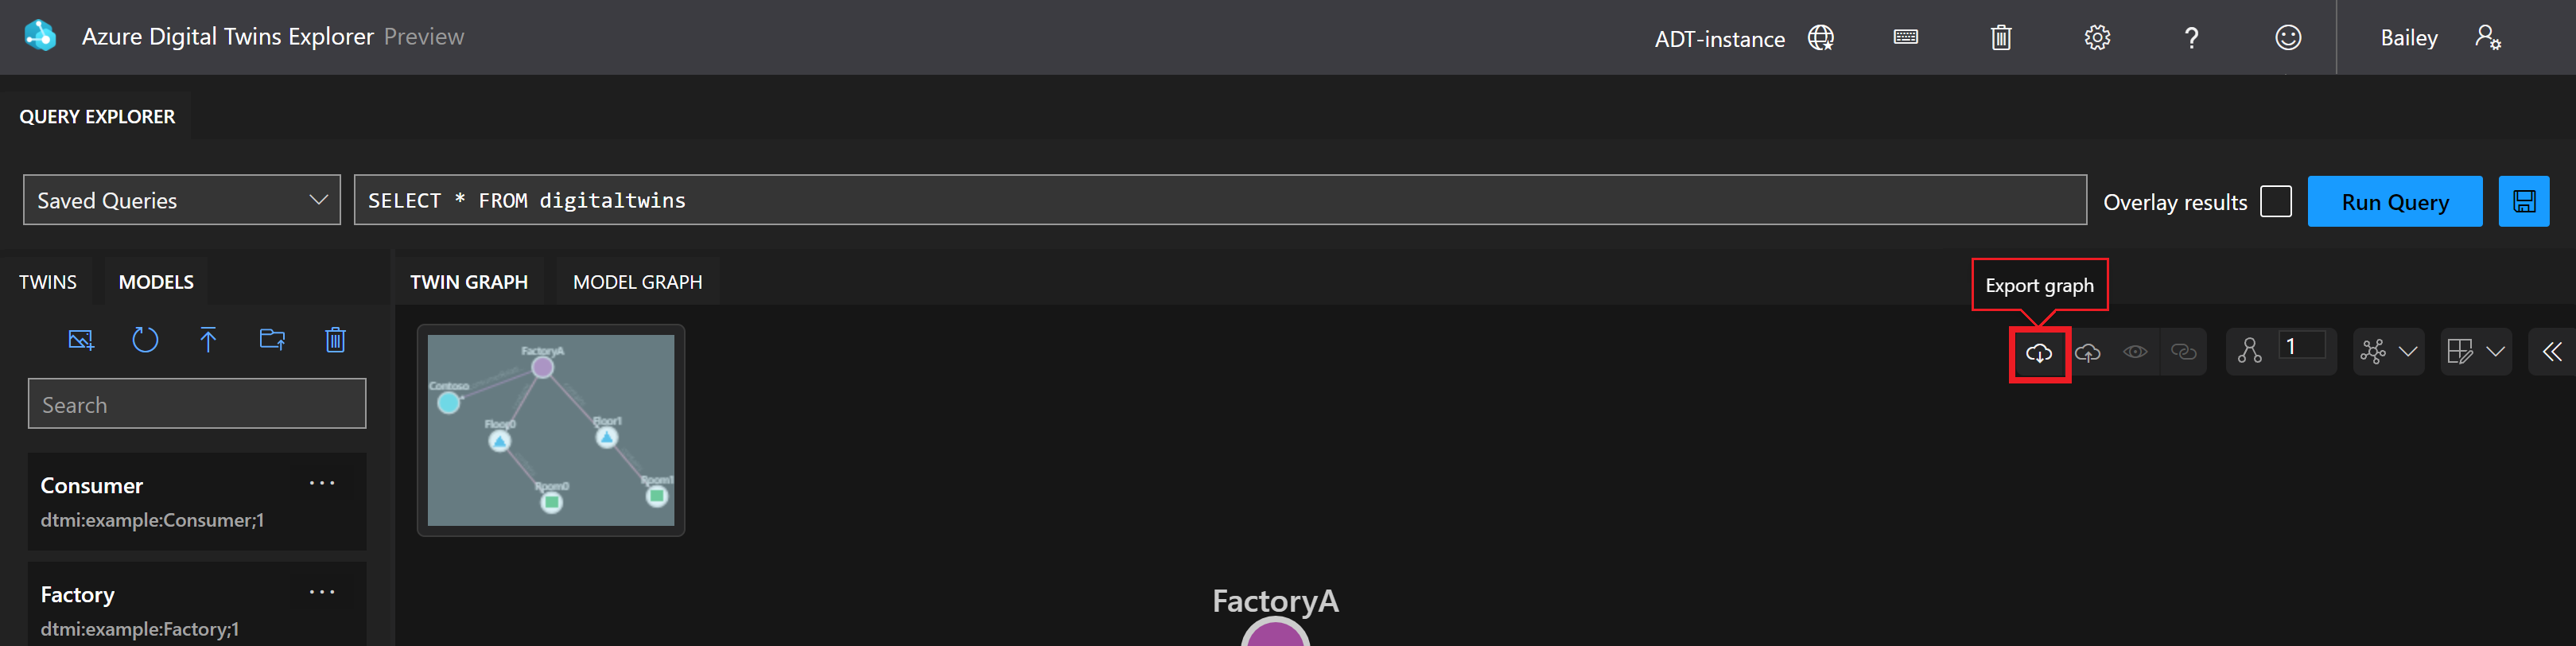 Azure Digital Twins Explorer Preview
ADT-instance
?
Bailey
QUERY EXPLORER
Saved Queries
SELECT * FROM digitaltwins
Overlay results
Run Query
TWINS
MODELS
TWIN GRAPH
MODEL GRAPH
Export graph
1
Search
FactoryA
Contoso
Floor0
Floor1
Room0
Room1
Consumer
...
dtmi:example:Consumer;1
Factory
...
dtmi:example:Factory;1
FactoryA